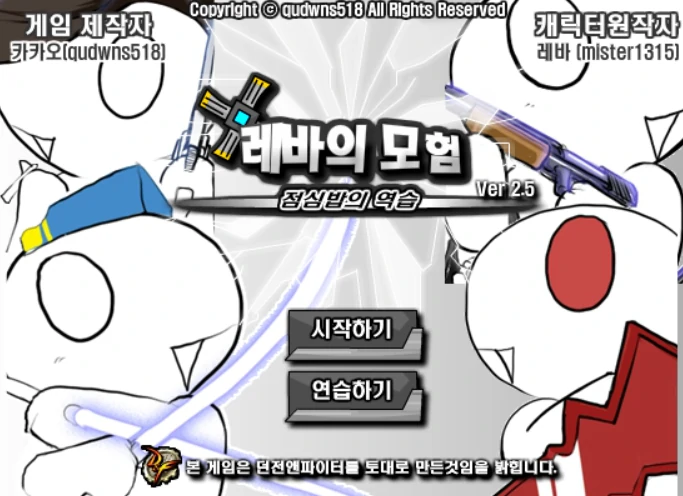 Copyright © qudwns518 All Rights Reserved
게임 제작자
카카오(qudwns518)
캐릭터원작자
레바 (mister1315)
레바의 모험
Ver 2.5
점심밥의 역습
시작하기
연습하기
본 게임은 던전앤파이터를 토대로 만든것임을 밝힙니다.